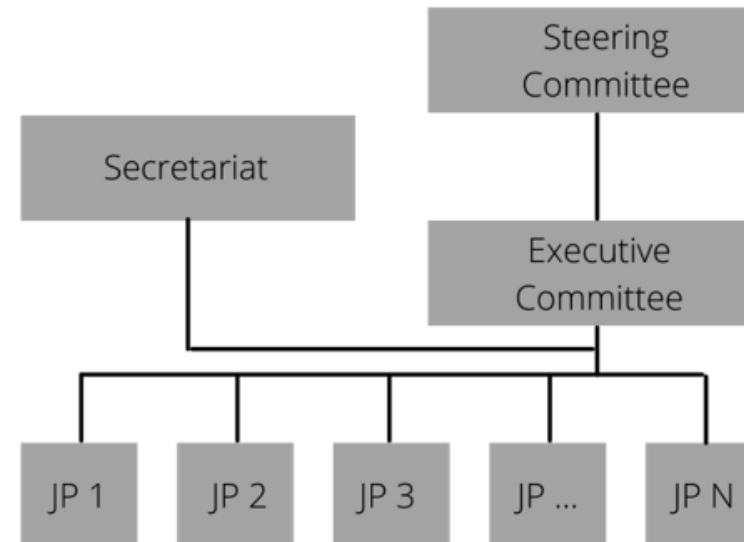 Steering
Committee
Secretariat
Executive
Committee
JP 1
JP 2
JP 3
JP ...
JP N